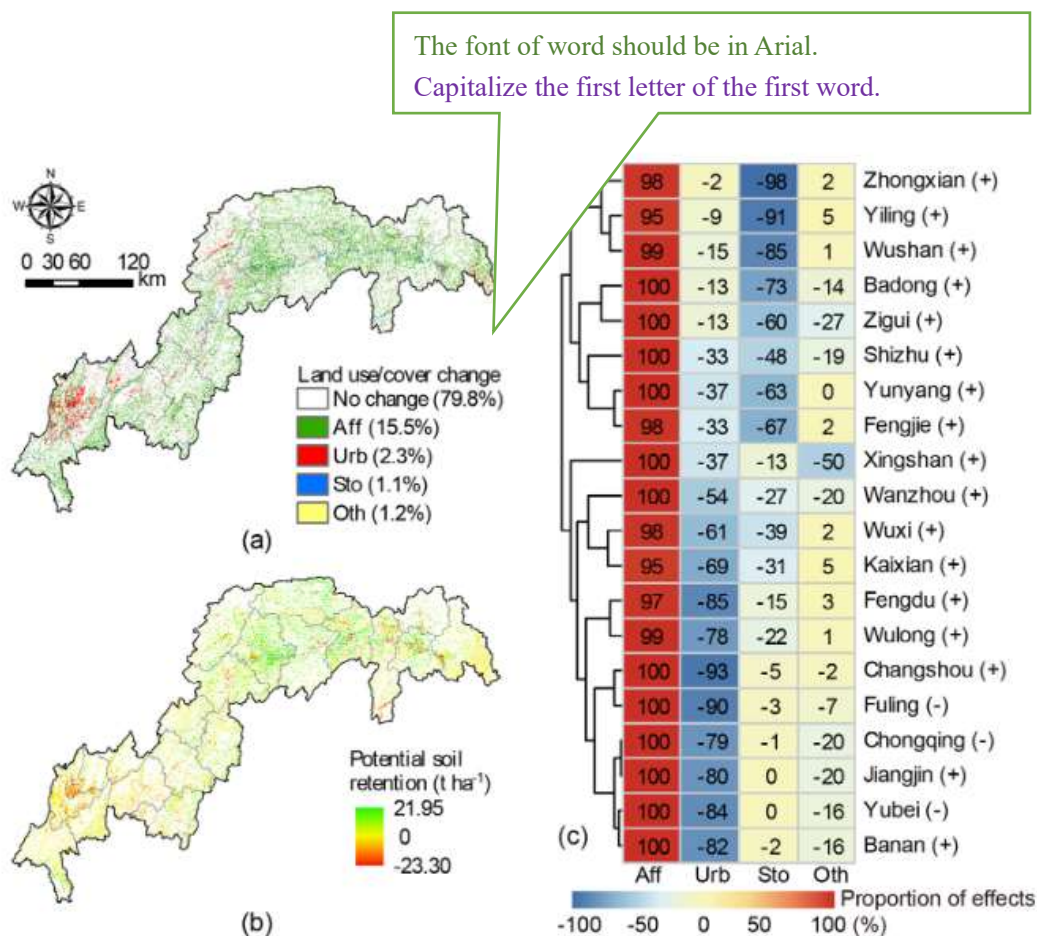 The font of word should be in Arial.
Capitalize the first letter of the first word.
N
W E
S
0 30 60 120
km
Land use/cover change
No change (79.8%)
Aff (15.5%)
Urb (2.3%)
Sto (1.1%)
Oth (1.2%)
(a)
Potential soil
retention (t ha⁻¹)
21.95
0
-23.30
(b)
98 -2 -98 2 Zhongxian (+)
95 -9 -91 5 Yiling (+)
99 -15 -85 1 Wushan (+)
100 -13 -73 -14 Badong (+)
100 -13 -60 -27 Zigui (+)
100 -33 -48 -19 Shizhu (+)
100 -37 -63 0 Yunyang (+)
98 -33 -67 2 Fengjie (+)
100 -37 -13 -50 Xingshan (+)
100 -54 -27 -20 Wanzhou (+)
98 -61 -39 2 Wuxi (+)
95 -69 -31 5 Kaixian (+)
97 -85 -15 3 Fengdu (+)
99 -78 -22 1 Wulong (+)
100 -93 -5 -2 Changshou (+)
100 -90 -3 -7 Fuling (-)
100 -79 -1 -20 Chongqing (-)
100 -80 0 -20 Jiangjin (+)
100 -84 0 -16 Yubei (-)
100 -82 -2 -16 Banan (+)
(c)
Aff Urb Sto Oth
Proportion of effects
-100 -50 0 50 100 (%)